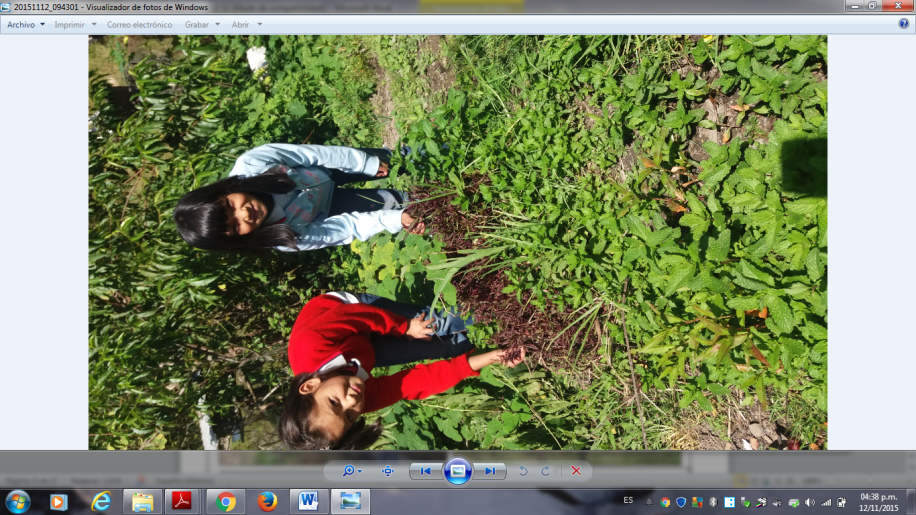 20151112_094301 - Visualizador de fotos de Windows
Archivo Imprimir Correo electrónico Grabar Abrir
ES
04:38 p.m.
12/11/2015